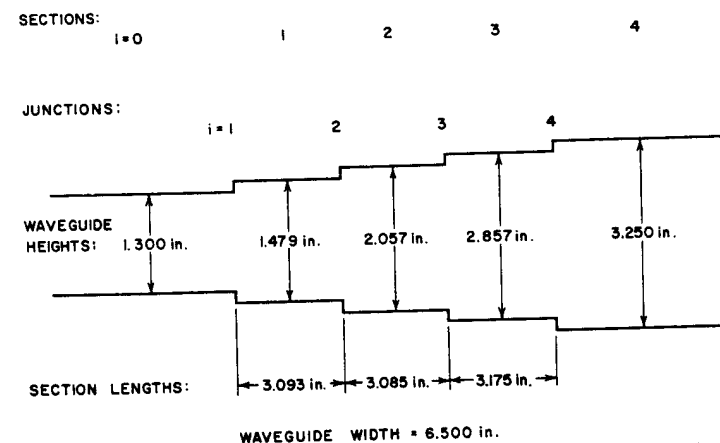 SECTIONS:
i=0 1 2 3 4
JUNCTIONS:
i=1 2 3 4
WAVEGUIDE
HEIGHTS: 1.300 in. 1.479 in. 2.057 in. 2.857 in. 3.250 in.
SECTION LENGTHS: 3.093 in. 3.085 in. 3.175 in.
WAVEGUIDE WIDTH = 6.500 in.